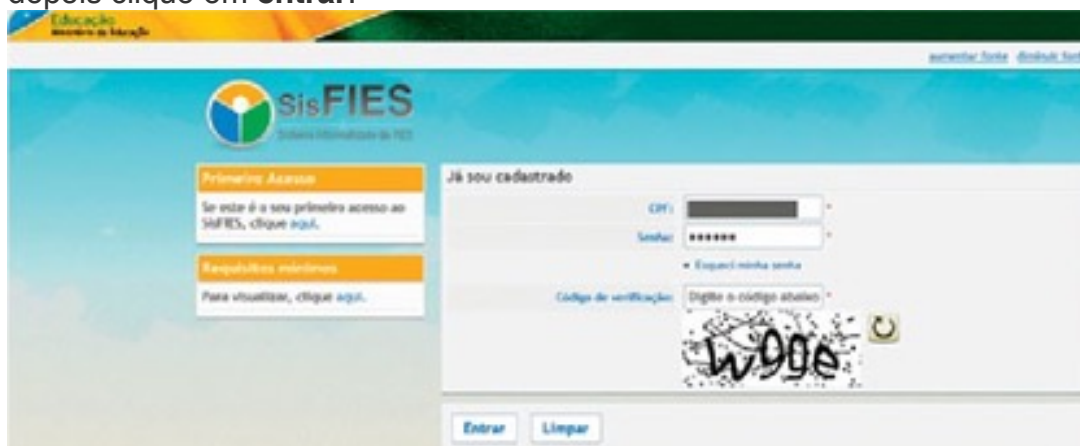 depois clique em entrar.
Educação
Ministério da Educação
aumentar fonte diminuir font
SisFIES
Sistema Informatizado do FIES
Primeiro Acesso
Se este é o seu primeiro acesso ao
SisFIES, clique aqui.
Requisitos mínimos
Para visualizar, clique aqui.
Já sou cadastrado
CPF: *
Senha: ****** *
Esqueci minha senha
Código de verificação: Digite o código abaixo *
Entrar Limpar